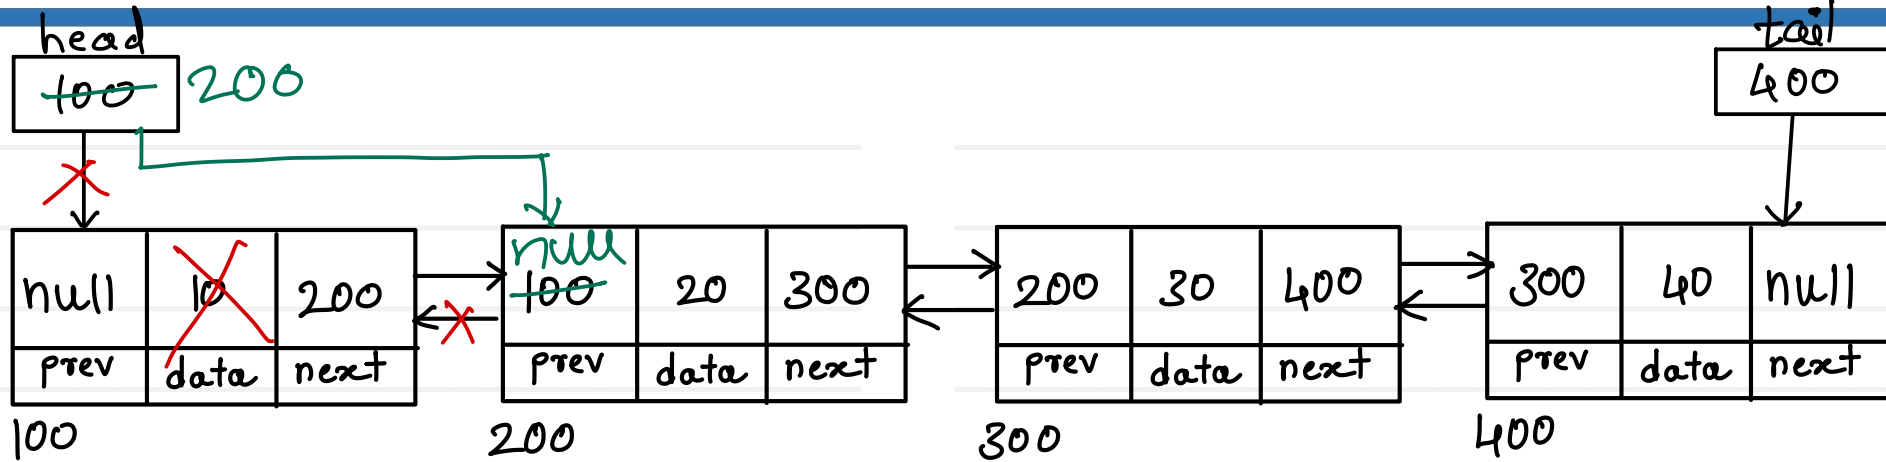 head tail
100 200 400
null 10 200 null 100 20 300 200 30 400 300 40 null
prev data next prev data next prev data next prev data next
100 200 300 400